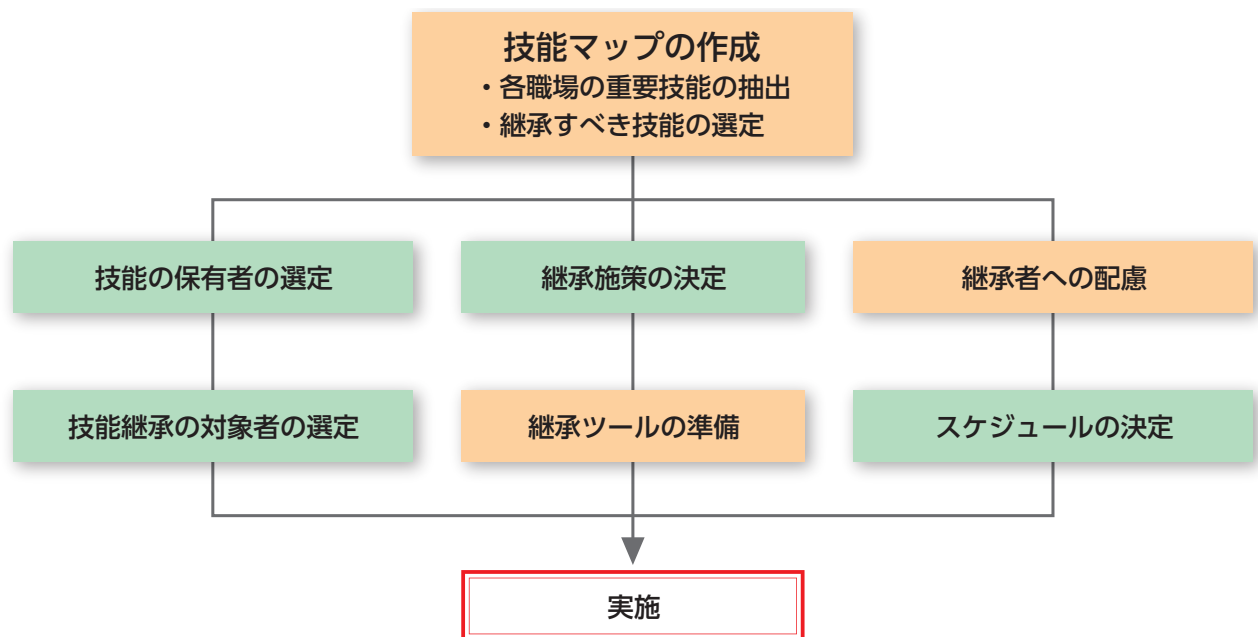 技能マップの作成
・各職場の重要技能の抽出
・継承すべき技能の選定
技能の保有者の選定
継承施策の決定
継承者への配慮
技能継承の対象者の選定
継承ツールの準備
スケジュールの決定
実施